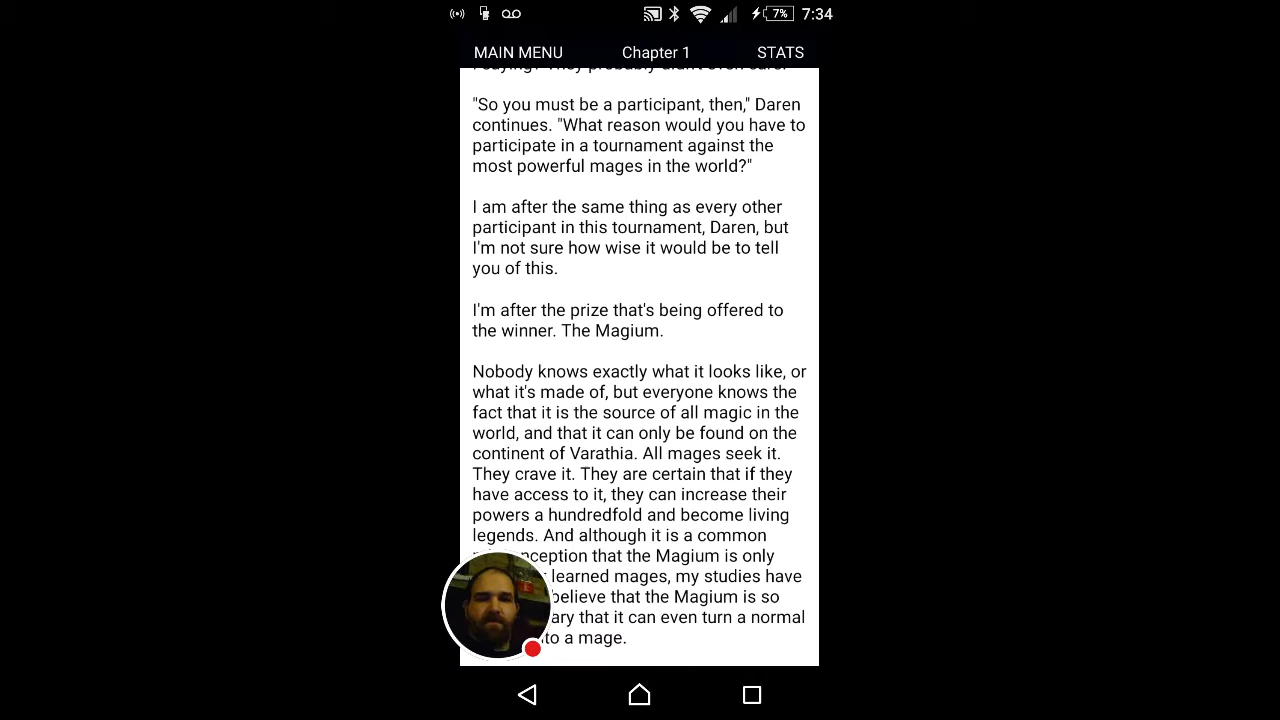 7% 7:34
MAIN MENU Chapter 1 STATS
"So you must be a participant, then," Daren
continues. "What reason would you have to
participate in a tournament against the
most powerful mages in the world?"
I am after the same thing as every other
participant in this tournament, Daren, but
I'm not sure how wise it would be to tell
you of this.
I'm after the prize that's being offered to
the winner. The Magium.
Nobody knows exactly what it looks like, or
what it's made of, but everyone knows the
fact that it is the source of all magic in the
world, and that it can only be found on the
continent of Varathia. All mages seek it.
They crave it. They are certain that if they
have access to it, they can increase their
powers a hundredfold and become living
legends. And although it is a common
that the Magium is only
learned mages, my studies have
believe that the Magium is so
that it can even turn a normal
a mage.